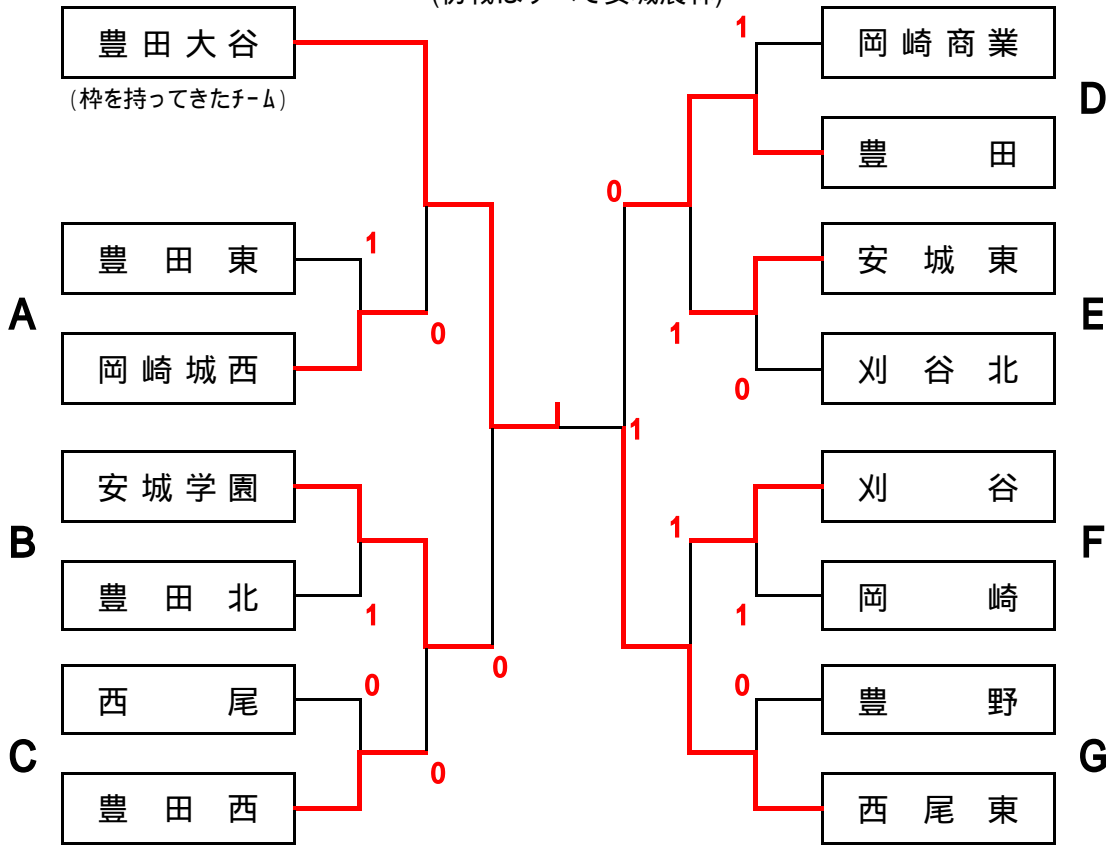 豊田大谷
(枠を持ってきたチーム)
豊田東
岡崎城西
安城学園
豊田北
西尾
豊田西
A
B
C
1
0
1
0
0
0
1
0
1
1
0
1
1
0
岡崎商業
豊田
安城東
刈谷北
刈谷
岡崎
豊野
西尾東
D
E
F
G